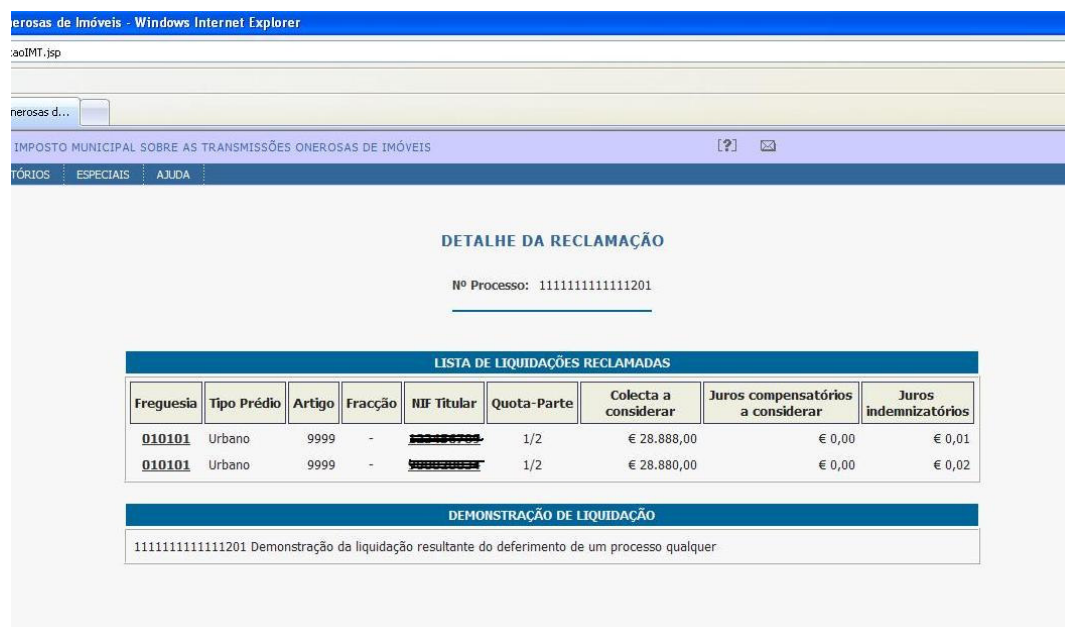 erosas de Imóveis - Windows Internet Explorer
:aoIMT.jsp
nerosas d...
IMPOSTO MUNICIPAL SOBRE AS TRANSMISSÕES ONEROSAS DE IMÓVEIS [?]
TÓRIOS ESPECIAIS AJUDA
DETALHE DA RECLAMAÇÃO
Nº Processo: 1111111111111201
LISTA DE LIQUIDAÇÕES RECLAMADAS
Freguesia Tipo Prédio Artigo Fracção NIF Titular Quota-Parte Colecta a considerar Juros compensatórios a considerar Juros indemnizatórios
010101 Urbano 9999 - 1/2 € 28.888,00 € 0,00 € 0,01
010101 Urbano 9999 - 1/2 € 28.880,00 € 0,00 € 0,02
DEMONSTRAÇÃO DE LIQUIDAÇÃO
1111111111111201 Demonstração da liquidação resultante do deferimento de um processo qualquer